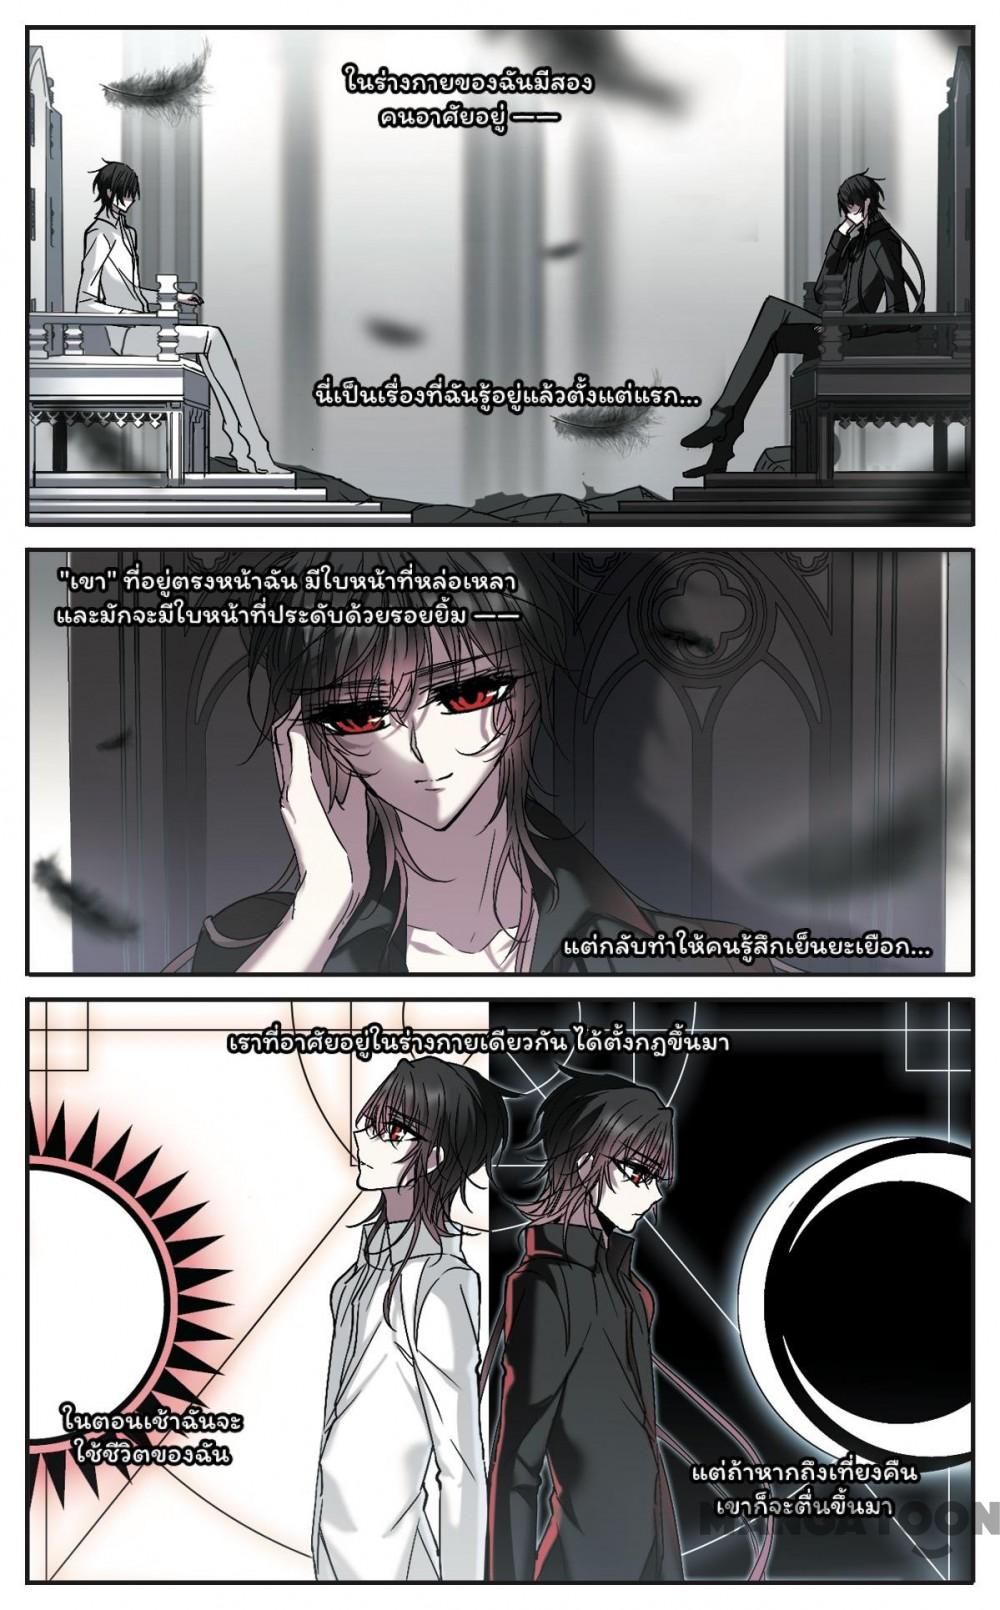 ในร่างกายของฉันมีสอง
คนอาศัยอยู่ ——
นี่เป็นเรื่องที่ฉันรู้อยู่แล้วตั้งแต่แรก...
"เขา" ที่อยู่ตรงหน้าฉัน มีใบหน้าที่หล่อเหลา
และมักจะมีใบหน้าที่ประดับด้วยรอยยิ้ม ——
แต่กลับทำให้คนรู้สึกเย็นยะเยือก...
เราที่อาศัยอยู่ในร่างกายเดียวกัน ได้ตั้งกฎขึ้นมา
ในตอนเช้าฉันจะ
ใช้ชีวิตของฉัน
แต่ถ้าหากถึงเที่ยงคืน
เขาก็จะตื่นขึ้นมา
MANGATOON